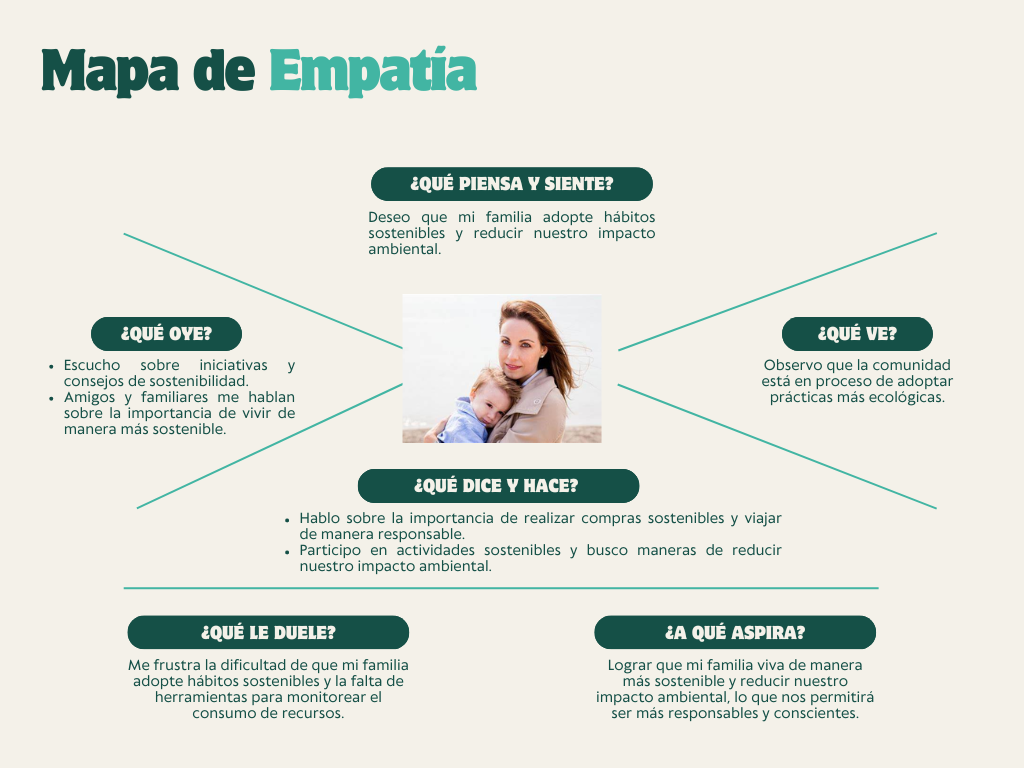 Mapa de Empatía
¿QUÉ PIENSA Y SIENTE?
Deseo que mi familia adopte hábitos
sostenibles y reducir nuestro impacto
ambiental.
¿QUÉ OYE?
• Escucho sobre iniciativas y
consejos de sostenibilidad.
• Amigos y familiares me hablan
sobre la importancia de vivir de
manera más sostenible.
¿QUÉ VE?
Observo que la comunidad
está en proceso de adoptar
prácticas más ecológicas.
¿QUÉ DICE Y HACE?
• Hablo sobre la importancia de realizar compras sostenibles y viajar
de manera responsable.
• Participo en actividades sostenibles y busco maneras de reducir
nuestro impacto ambiental.
¿QUÉ LE DUELE?
Me frustra la dificultad de que mi familia
adopte hábitos sostenibles y la falta de
herramientas para monitorear el
consumo de recursos.
¿A QUÉ ASPIRA?
Lograr que mi familia viva de manera
más sostenible y reducir nuestro
impacto ambiental, lo que nos permitirá
ser más responsables y conscientes.